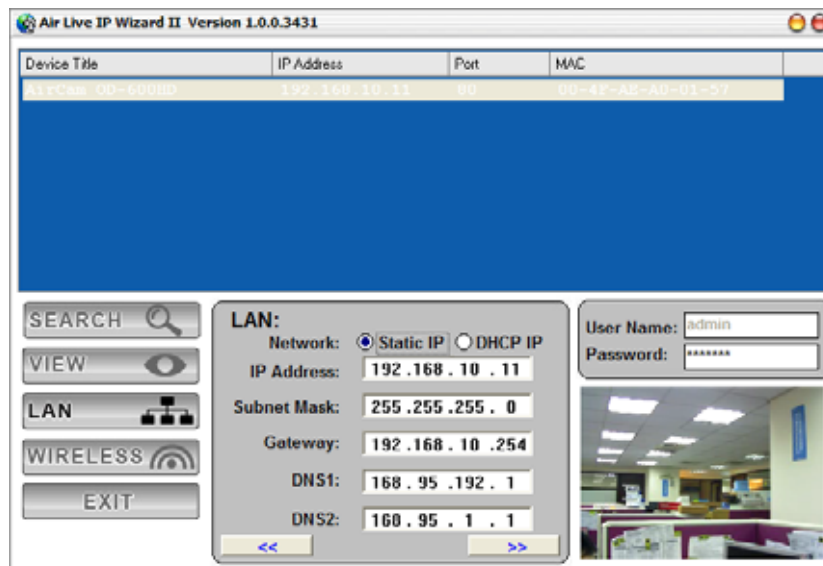 Air Live IP Wizard II Version 1.0.0.3431
Device Title IP Address Port MAC
AirCam OD-600HD 192.168.10.11 80 00-4F-AE-A0-01-57
SEARCH
VIEW
LAN
WIRELESS
EXIT
LAN:
Network: Static IP DHCP IP
IP Address: 192.168.10.11
Subnet Mask: 255.255.255.0
Gateway: 192.168.10.254
DNS1: 168.95.192.1
DNS2: 168.95.1.1
<< >>
User Name: admin
Password: *******